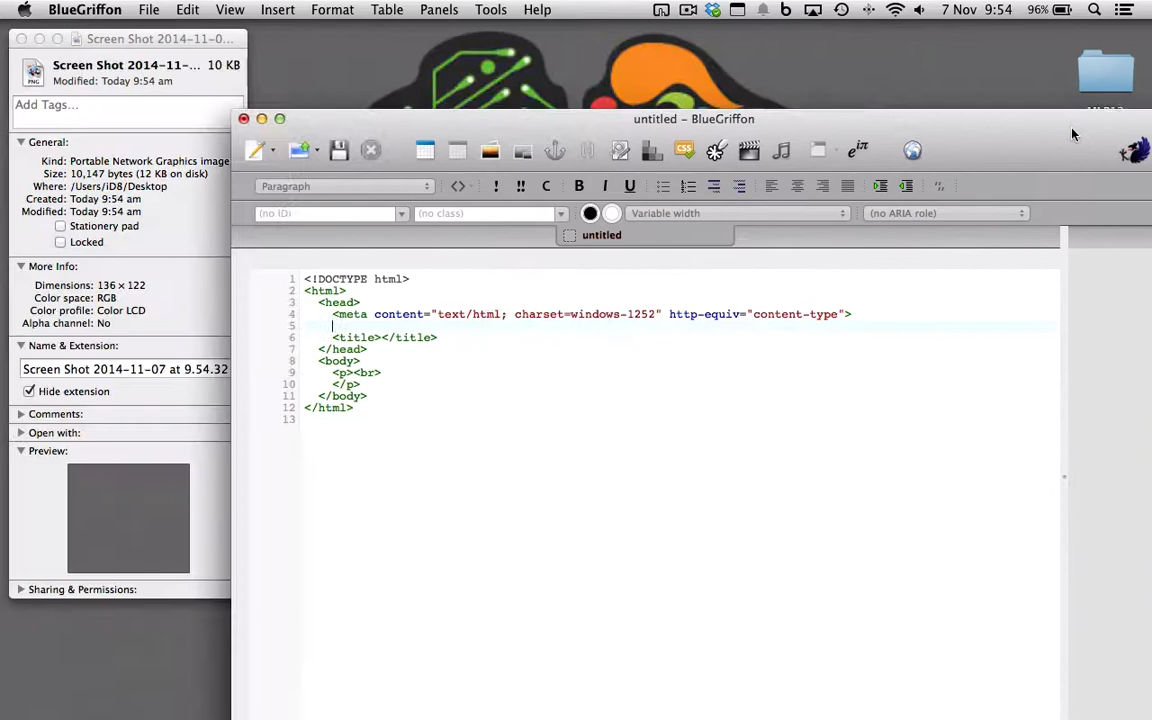 BlueGriffon File Edit View Insert Format Table Panels Tools Help 7 Nov 9:54 96%
Screen Shot 2014-11-0...
Screen Shot 2014-11-... 10 KB
Modified: Today 9:54 am
Add Tags...
General:
Kind: Portable Network Graphics image
Size: 10,147 bytes (12 KB on disk)
Where: /Users/iD8/Desktop
Created: Today 9:54 am
Modified: Today 9:54 am
Stationery pad
Locked
More Info:
Dimensions: 136 × 122
Color space: RGB
Color profile: Color LCD
Alpha channel: No
Name & Extension:
Screen Shot 2014-11-07 at 9.54.32
Hide extension
Comments:
Open with:
Preview:
Sharing & Permissions:
untitled – BlueGriffon
Paragraph
(no ID) (no class) Variable width (no ARIA role)
untitled
1 <!DOCTYPE html>
2 <html>
3 <head>
4 <meta content="text/html; charset=windows-1252" http-equiv="content-type">
5
6 <title></title>
7 </head>
8 <body>
9 <p><br>
10 </p>
11 </body>
12 </html>
13